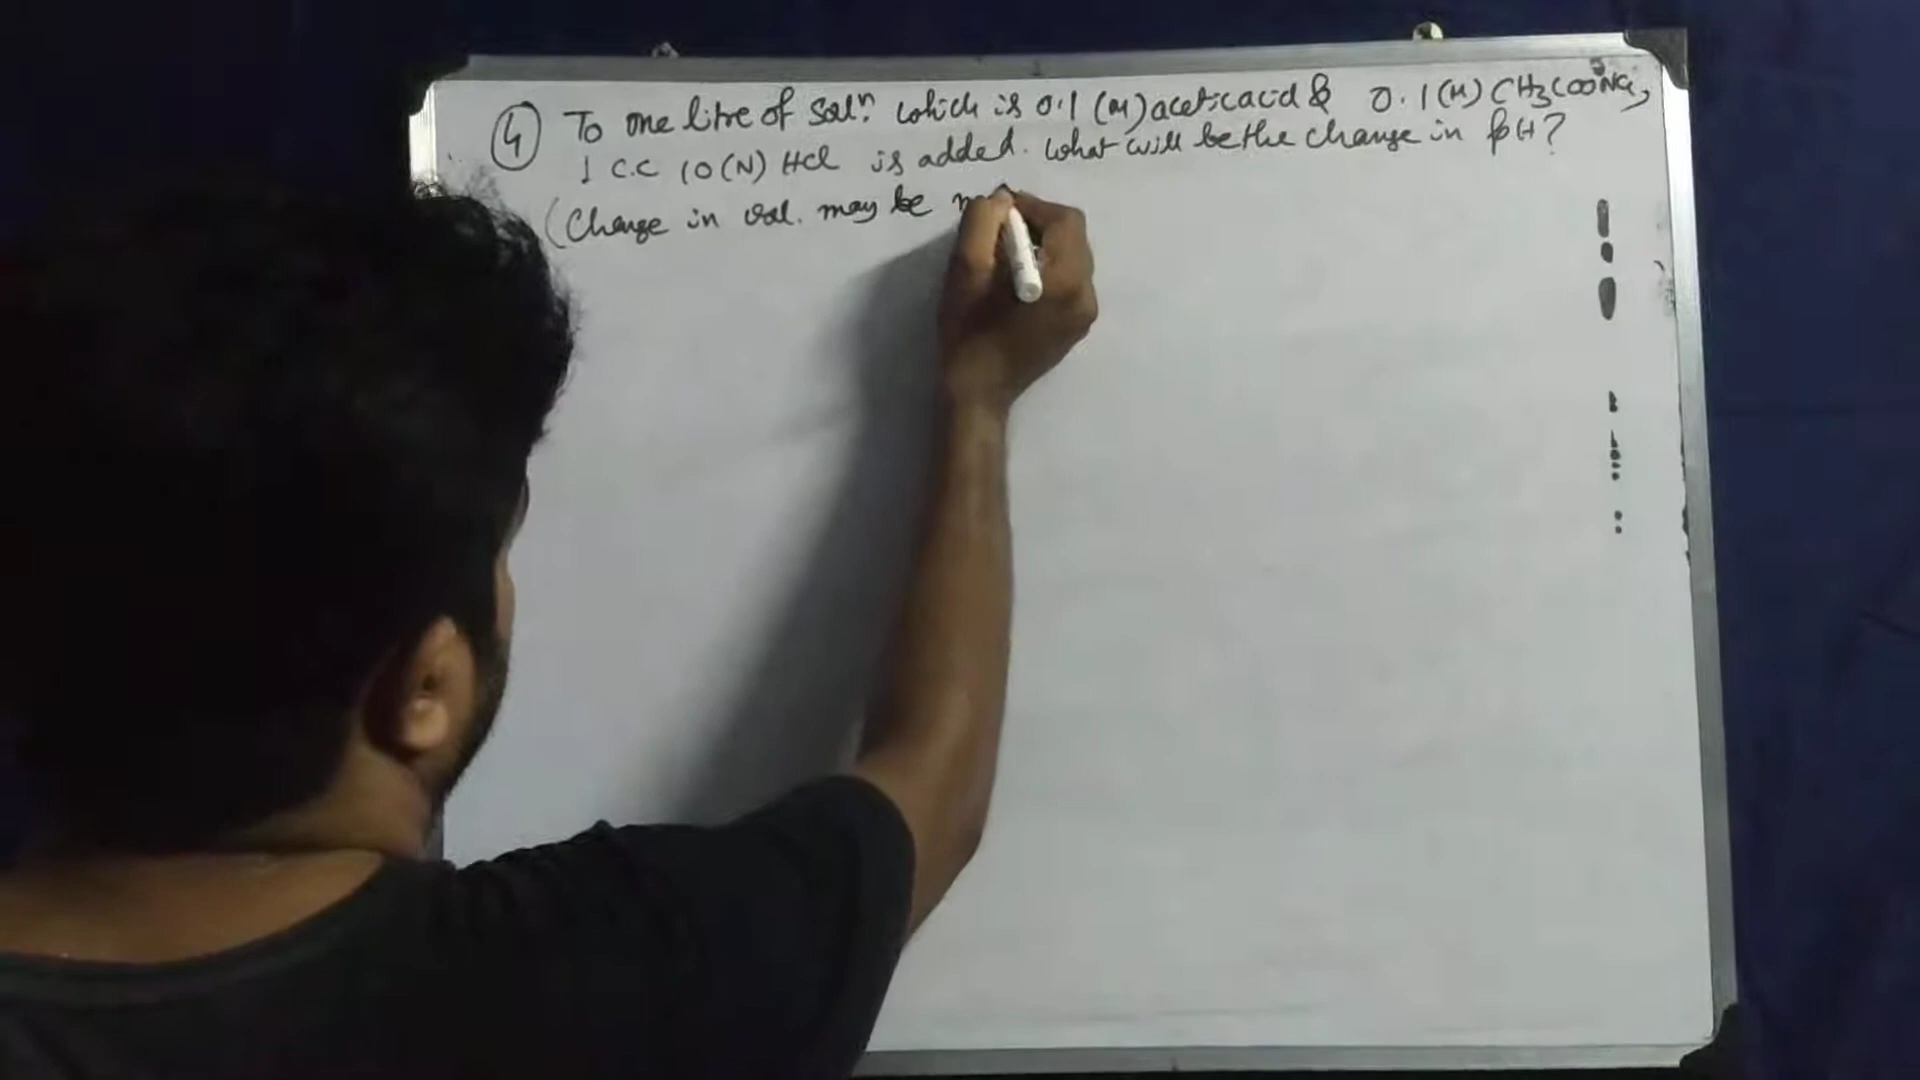 ④ To one litre of solⁿ. which is 0.1 (M) acetic acid & 0.1 (M) CH3COONa,
1 C.C 10 (N) HCl is added. What will be the change in pH?
(Change in vol. may be